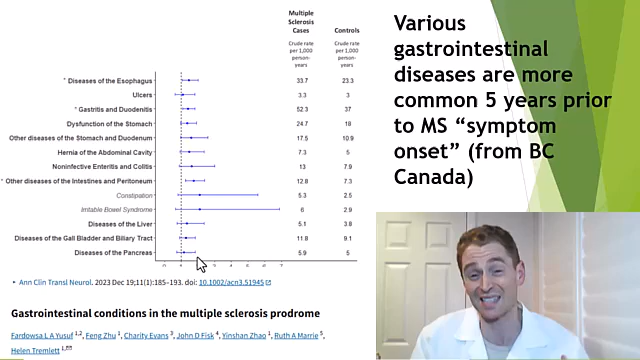 Multiple
Sclerosis
Cases Controls
Crude rate
per 1,000
person-
years
Crude rate
per 1,000
person-
years
* Diseases of the Esophagus 33.7 23.3
Ulcers 3.3 3
* Gastritis and Duodenitis 52.3 37
Dysfunction of the Stomach 24.7 18
Other diseases of the Stomach and Duodenum 17.5 10.9
Hernia of the Abdominal Cavity 7.3 5
Noninfective Enteritis and Colitis 13 7.9
* Other diseases of the Intestines and Peritoneum 12.8 7.3
Constipation 5.3 2.5
Irritable Bowel Syndrome 6 2.9
Diseases of the Liver 5.1 3.8
Diseases of the Gall Bladder and Biliary Tract 11.8 9.1
Diseases of the Pancreas 5.9 5
• Ann Clin Transl Neurol. 2023 Dec 19;11(1):185–193. doi: 10.1002/acn3.51945
Gastrointestinal conditions in the multiple sclerosis prodrome
Fardowsa L A Yusuf 1,2, Feng Zhu 1, Charity Evans 3, John D Fisk 4, Yinshan Zhao 1, Ruth A Marrie 5,
Helen Tremlett 1,✉
Various
gastrointestinal
diseases are more
common 5 years prior
to MS “symptom
onset” (from BC
Canada)